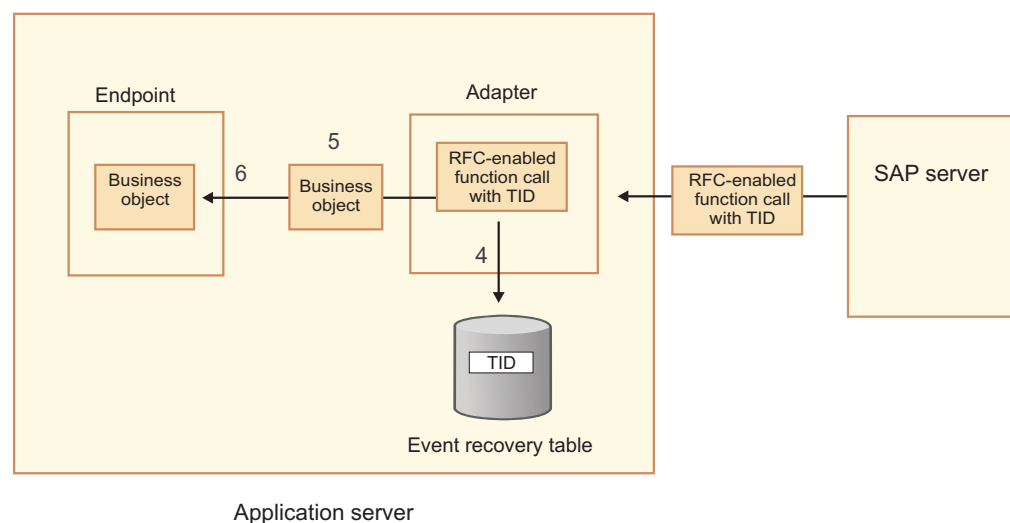 Endpoint
Adapter
SAP server
5
6
4
Business
object
Business
object
RFC-enabled
function call
with TID
RFC-enabled
function call
with TID
TID
Event recovery table
Application server